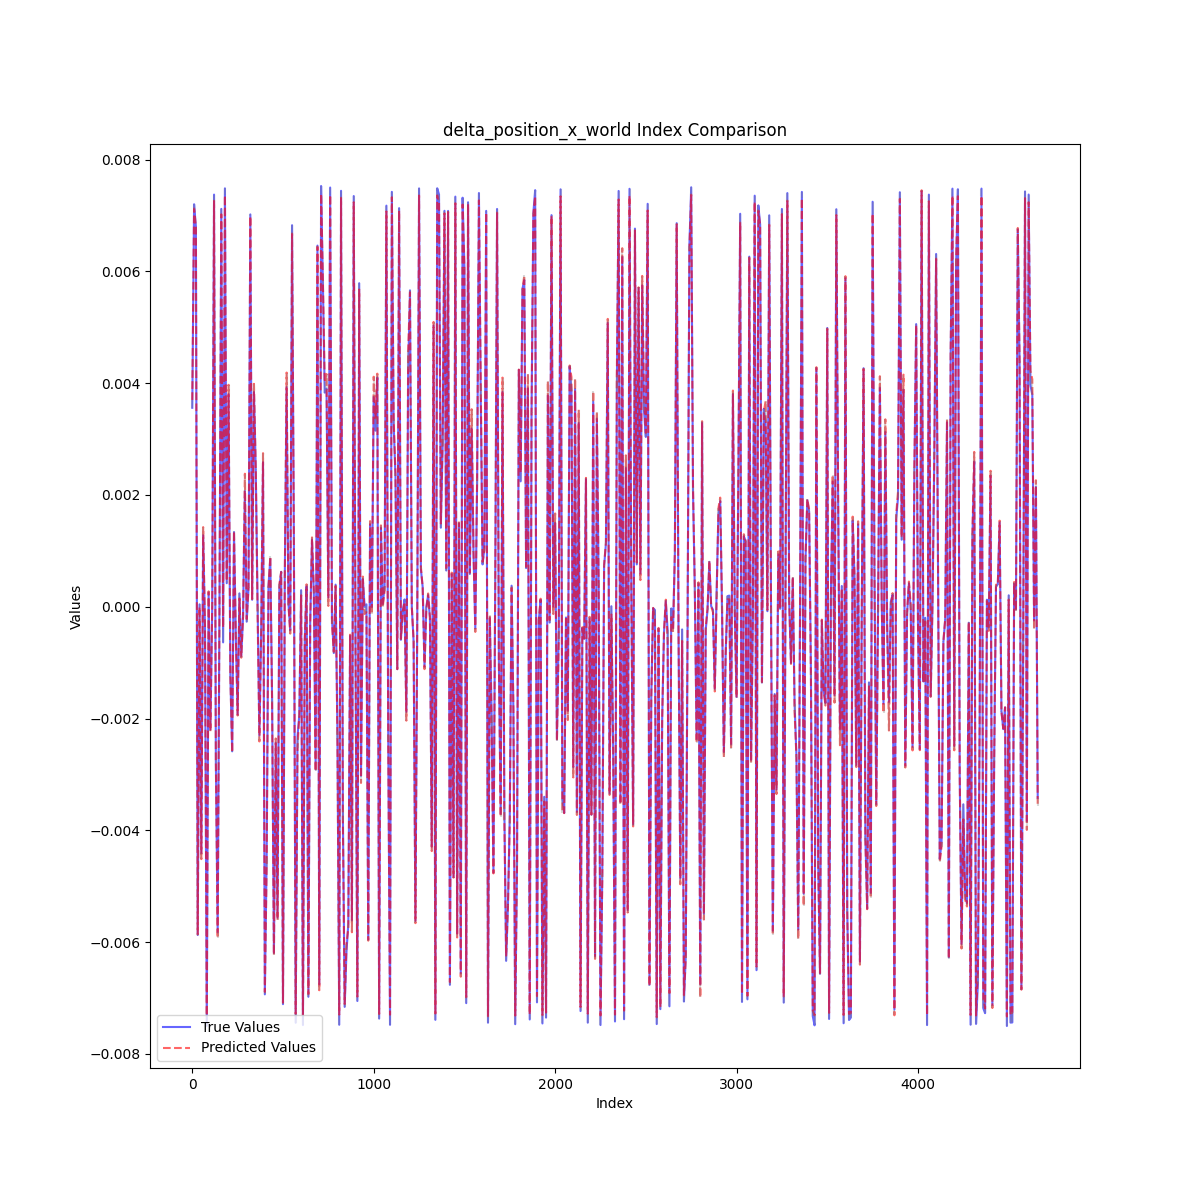 delta_position_x_world Index Comparison
0.008
0.006
0.004
0.002
0.000
−0.002
−0.004
−0.006
−0.008
Values
True Values
Predicted Values
0 1000 2000 3000 4000
Index